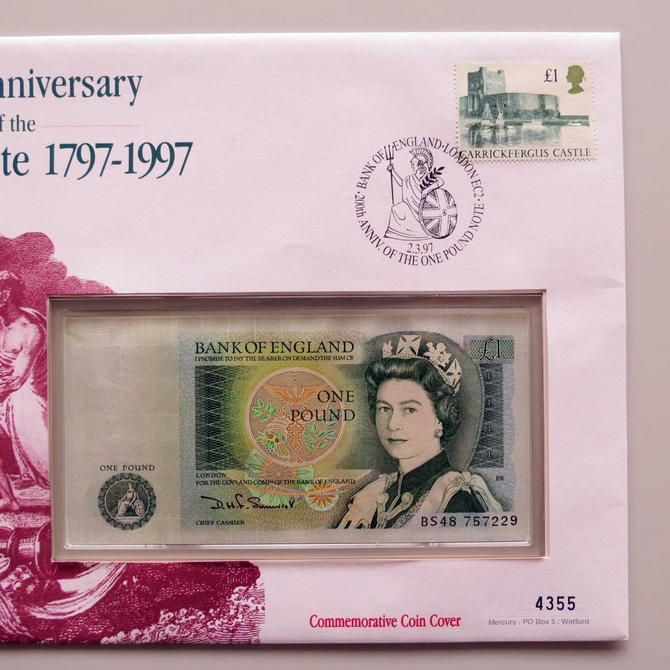 nniversary
f the
te 1797-1997
£1
CARRICKFERGUS CASTLE
BANK OF ENGLAND·LONDON EC2·
200th ANNIV. OF THE ONE POUND NOTE
2.3.97
BANK OF ENGLAND
£1
I PROMISE TO PAY THE BEARER ON DEMAND THE SUM OF
ONE
POUND
ONE POUND
LONDON
FOR THE GOVR. AND COMPA. OF THE BANK OF ENGLAND
CHIEF CASHIER
BS48 757229
4355
Commemorative Coin Cover
Mercury : PO Box 5 : Watford